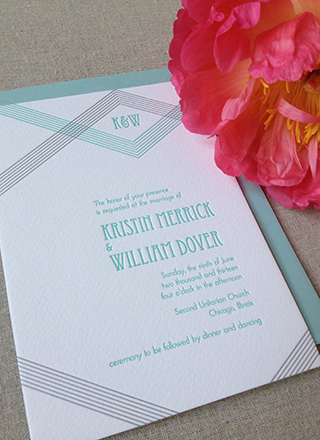 K&W
The honor of your presence
is requested at the marriage of
KRISTIN MERRICK
&
WILLIAM DOVER
Sunday, the ninth of June
two thousand and thirteen
four o'clock in the afternoon
Second Unitarian Church
Chicago, Illinois
ceremony to be followed by dinner and dancing